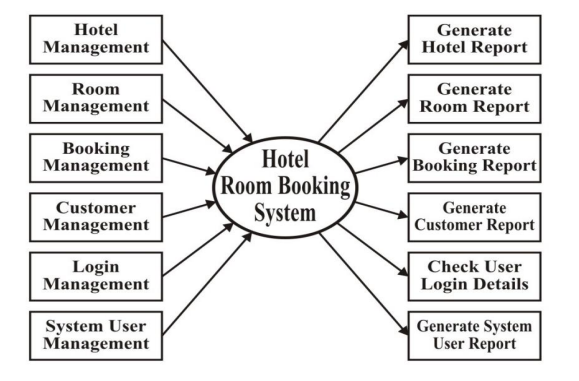 Hotel
Management
Room
Management
Booking
Management
Customer
Management
Login
Management
System User
Management
Hotel
Room Booking
System
Generate
Hotel Report
Generate
Room Report
Generate
Booking Report
Generate
Customer Report
Check User
Login Details
Generate System
User Report